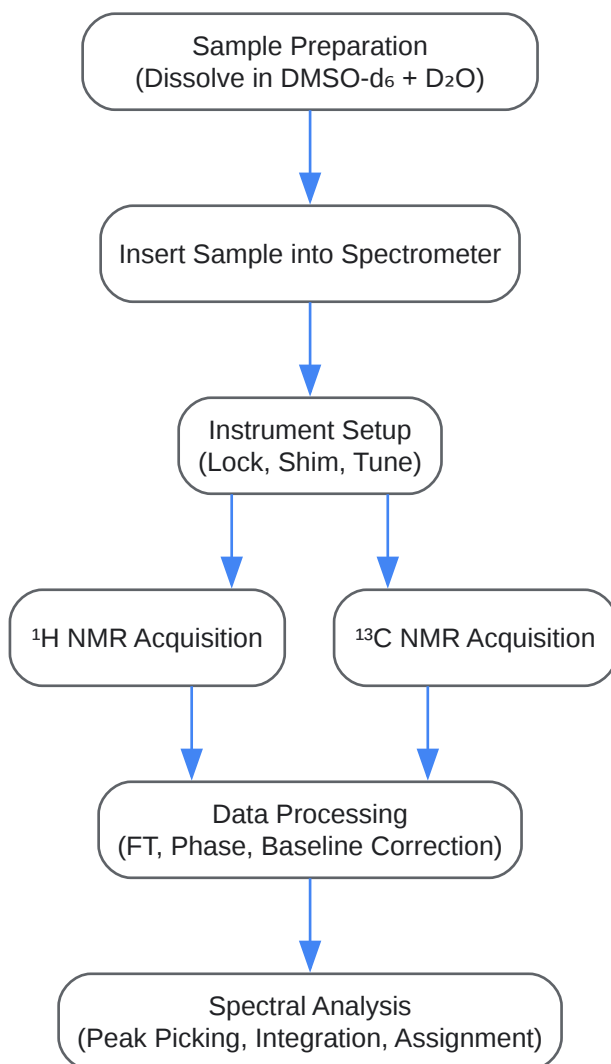 Sample Preparation
(Dissolve in DMSO-d₆ + D₂O)
Insert Sample into Spectrometer
Instrument Setup
(Lock, Shim, Tune)
¹H NMR Acquisition
¹³C NMR Acquisition
Data Processing
(FT, Phase, Baseline Correction)
Spectral Analysis
(Peak Picking, Integration, Assignment)